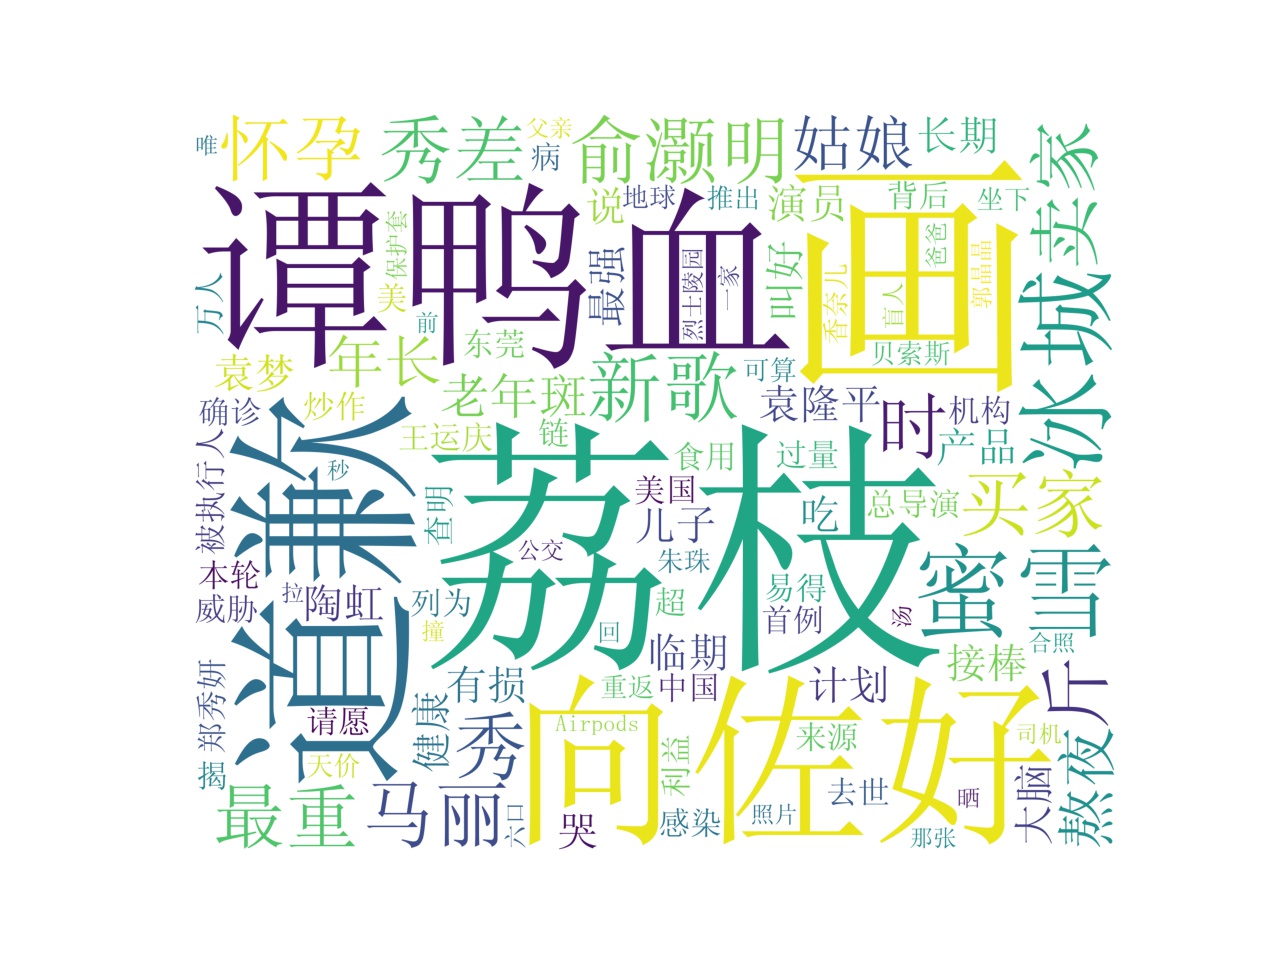 唯
怀孕
秀差
父亲
病
俞灏明
姑娘
长期
卖家
谭鸭血
画
说
地球
推出
演员
背后
坐下
万人
保护套
美
前
最强
烈士陵园
一家
叫好
香奈儿
盲人
爸爸
郭晶晶
贝索斯
冰城
东莞
年长
袁梦
老年斑
新歌
可算
袁隆平
时
机构
产品
确诊
炒作
王运庆
链
道歉
荔枝
食用
过量
买家
被执行人
秒
查明
美国
儿子
吃
总导演
公交
朱珠
蜜雪
本轮
威胁
拉
陶虹
列为
撞
超
易得
首例
汤
回
临期
合照
接棒
斤
郑秀妍
请愿
有损
重返
中国
计划
健康
秀
向佐好
Airpods
利益
来源
司机
揭
天价
最重
马丽
六口
哭
感染
照片
去世
晒
那张
大脑
熬夜